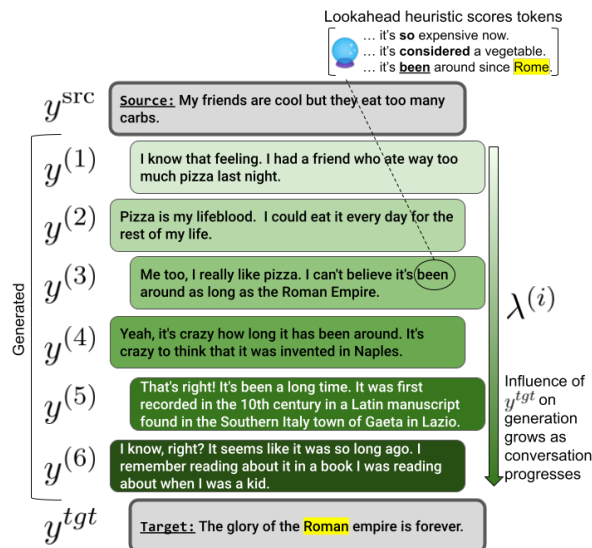 Lookahead heuristic scores tokens
… it's so expensive now.
… it's considered a vegetable.
… it's been around since Rome.
y^src
Source: My friends are cool but they eat too many
carbs.
y^(1)
I know that feeling. I had a friend who ate way too
much pizza last night.
y^(2)
Pizza is my lifeblood.  I could eat it every day for the
rest of my life.
y^(3)
Me too, I really like pizza. I can't believe it's been
around as long as the Roman Empire.
y^(4)
Yeah, it's crazy how long it has been around. It's
crazy to think that it was invented in Naples.
y^(5)
That's right! It's been a long time. It was first
recorded in the 10th century in a Latin manuscript
found in the Southern Italy town of Gaeta in Lazio.
y^(6)
I know, right? It seems like it was so long ago. I
remember reading about it in a book I was reading
about when I was a kid.
y^tgt
Target: The glory of the Roman empire is forever.
Generated
λ^(i)
Influence of
y^tgt on
generation
grows as
conversation
progresses